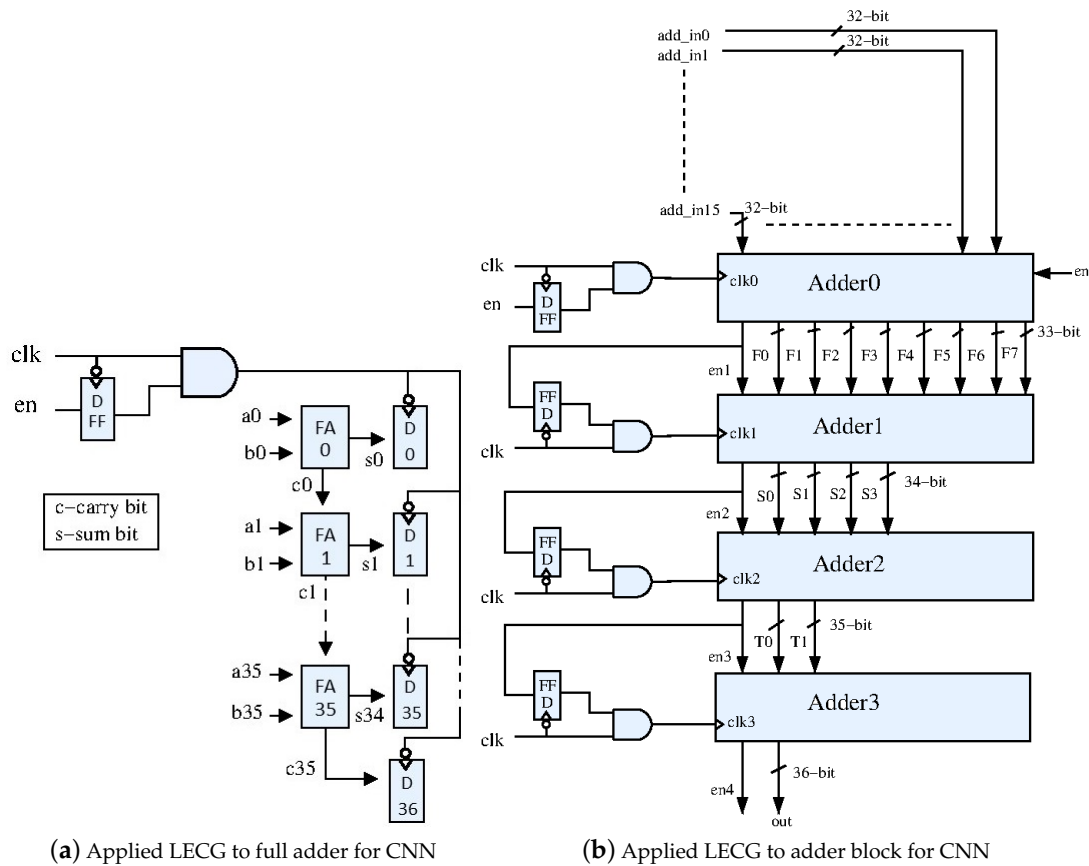 clk
en
D
FF
a0
b0
FA
0
s0
D
0
c0
c-carry bit
s-sum bit
a1
b1
FA
1
s1
D
1
c1
a35
b35
FA
35
s34
D
35
c35
D
36
(a) Applied LECG to full adder for CNN
add_in0
32-bit
add_in1
32-bit
add_in15
32-bit
clk
en
D
FF
clk0
Adder0
en
en1
F0
F1
F2
F3
F4
F5
F6
F7
33-bit
FF
D
clk
clk1
Adder1
en2
S0
S1
S2
S3
34-bit
FF
D
clk
clk2
Adder2
en3
T0
T1
35-bit
FF
D
clk
clk3
Adder3
en4
36-bit
out
(b) Applied LECG to adder block for CNN